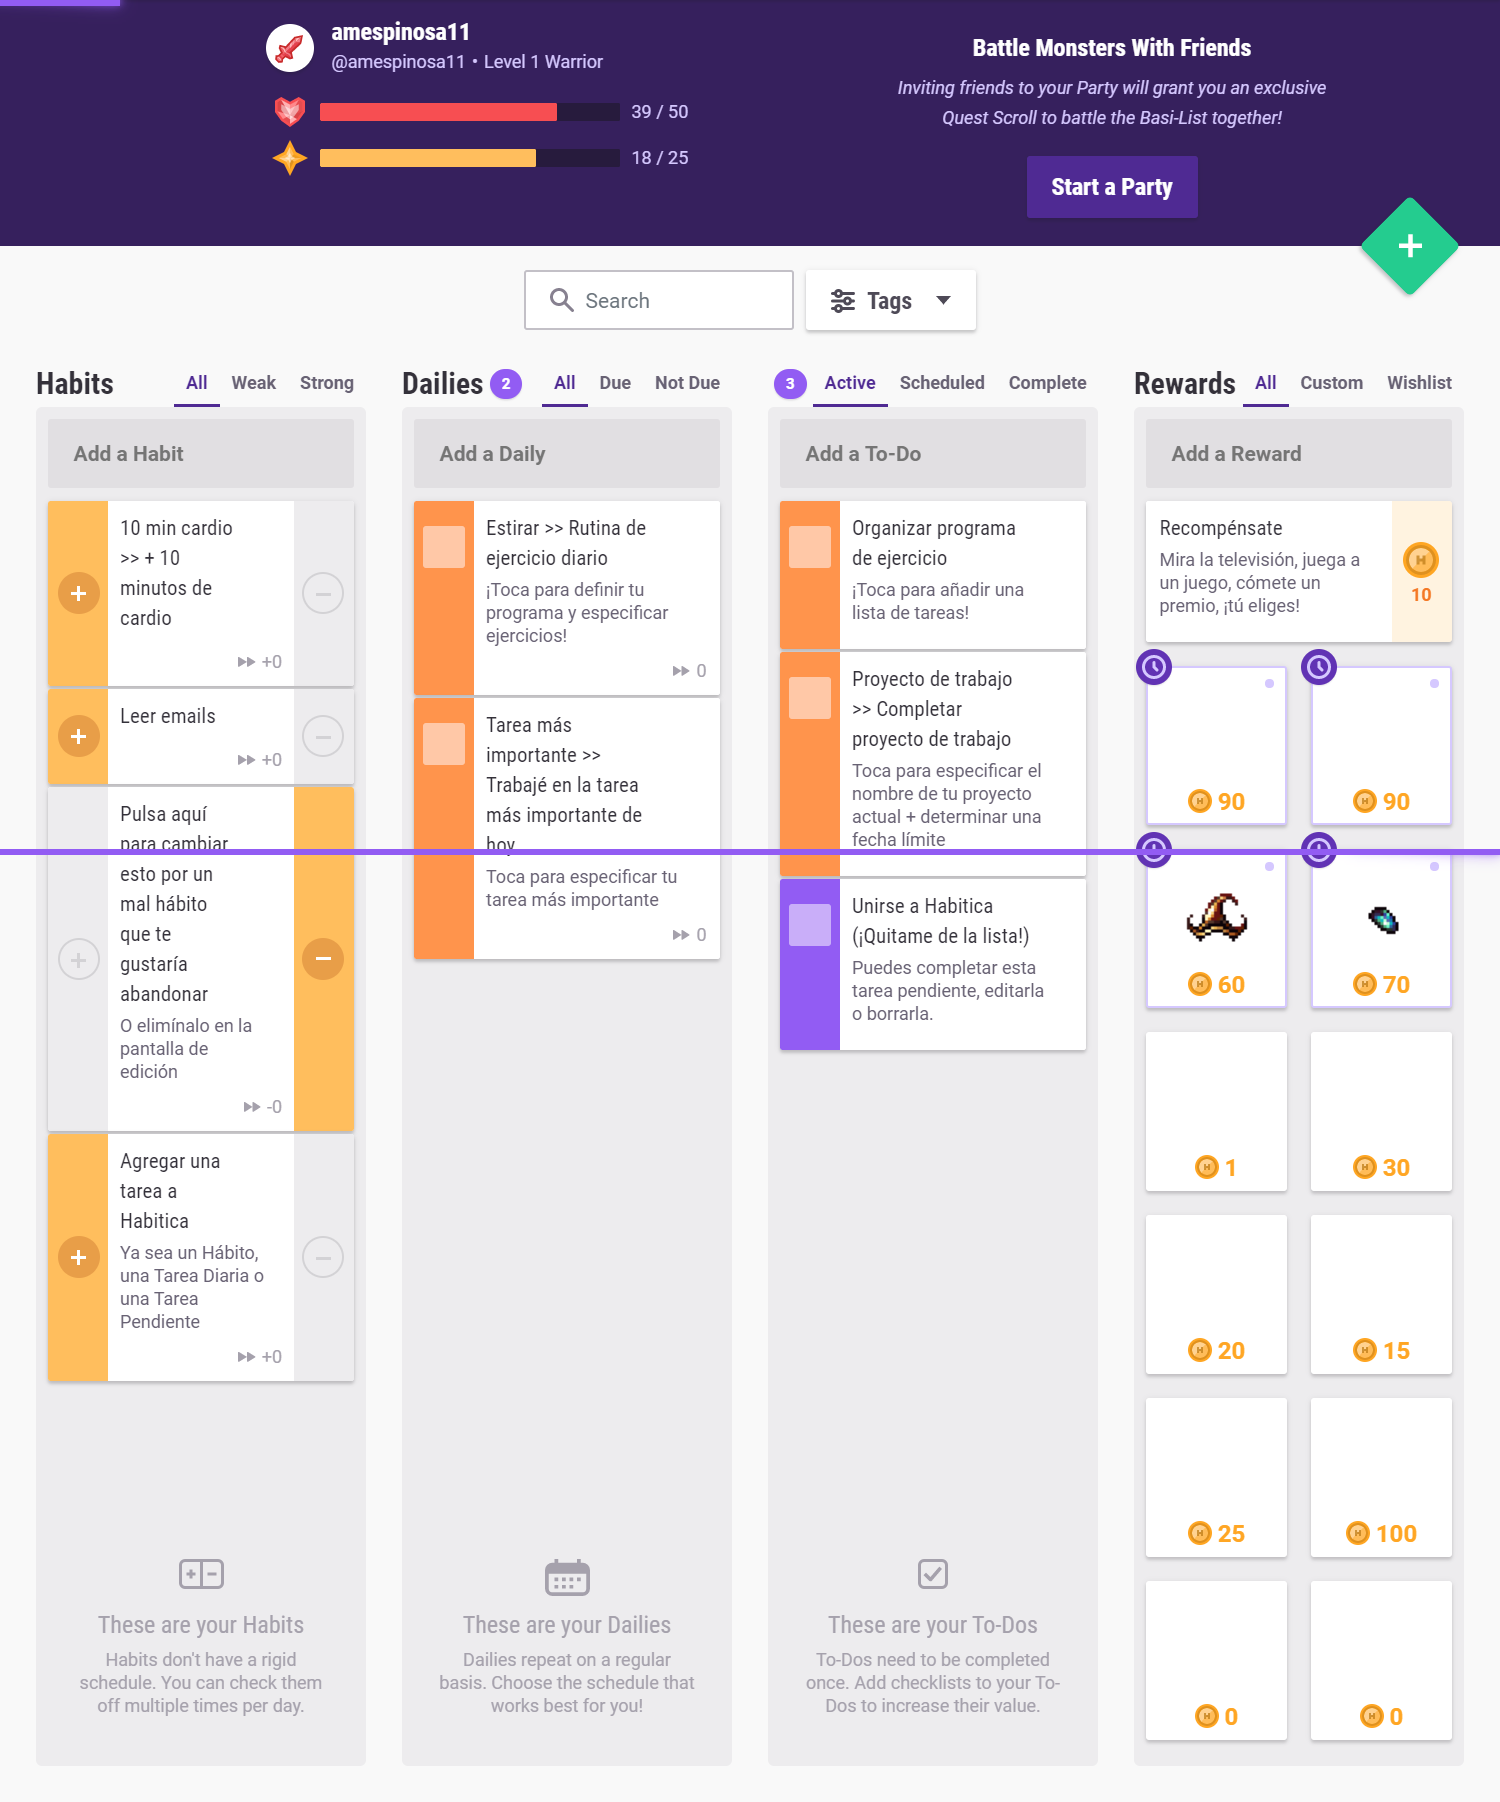 amespinosa11
@amespinosa11 • Level 1 Warrior
39 / 50
18 / 25
Battle Monsters With Friends
Inviting friends to your Party will grant you an exclusive
Quest Scroll to battle the Basi-List together!
Start a Party
Search
Tags
Habits
All Weak Strong
Add a Habit
10 min cardio
>> + 10
minutos de
cardio
+0
Leer emails
+0
Pulsa aquí
para cambiar
esto por un
mal hábito
que te
gustaría
abandonar
O elimínalo en la
pantalla de
edición
-0
Agregar una
tarea a
Habitica
Ya sea un Hábito,
una Tarea Diaria o
una Tarea
Pendiente
+0
These are your Habits
Habits don't have a rigid
schedule. You can check them
off multiple times per day.
Dailies 2
All Due Not Due
Add a Daily
Estirar >> Rutina de
ejercicio diario
¡Toca para definir tu
programa y especificar
ejercicios!
0
Tarea más
importante >>
Trabajé en la tarea
más importante de
hoy
Toca para especificar tu
tarea más importante
0
These are your Dailies
Dailies repeat on a regular
basis. Choose the schedule that
works best for you!
3 Active Scheduled Complete
Add a To-Do
Organizar programa
de ejercicio
¡Toca para añadir una
lista de tareas!
Proyecto de trabajo
>> Completar
proyecto de trabajo
Toca para especificar el
nombre de tu proyecto
actual + determinar una
fecha límite
Unirse a Habitica
(¡Quitame de la lista!)
Puedes completar esta
tarea pendiente, editarla
o borrarla.
These are your To-Dos
To-Dos need to be completed
once. Add checklists to your To-
Dos to increase their value.
Rewards
All Custom Wishlist
Add a Reward
Recompénsate
Mira la televisión, juega a
un juego, cómete un
premio, ¡tú eliges!
10
90 90
60 70
1 30
20 15
25 100
0 0